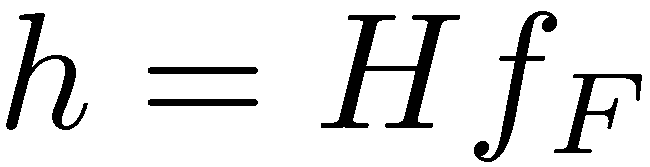 h = Hf_F